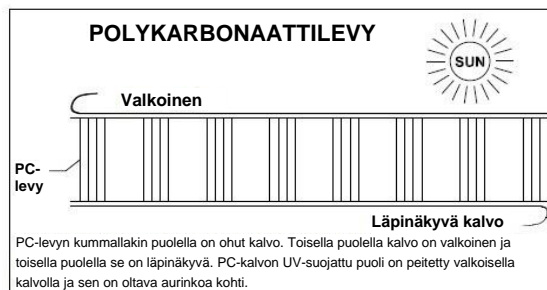 POLYKARBONAATTILEVY
SUN
Valkoinen
PC-
levy
Läpinäkyvä kalvo
PC-levyn kummallakin puolella on ohut kalvo. Toisella puolella kalvo on valkoinen ja
toisella puolella se on läpinäkyvä. PC-kalvon UV-suojattu puoli on peitetty valkoisella
kalvolla ja sen on oltava aurinkoa kohti.